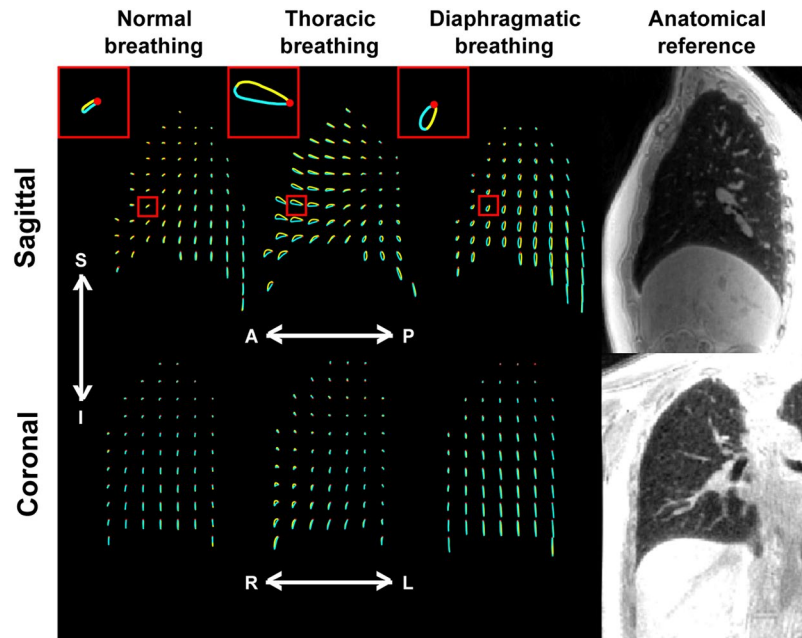 Normal breathing
Thoracic breathing
Diaphragmatic breathing
Anatomical reference
Sagittal
S
I
A
P
Coronal
R
L